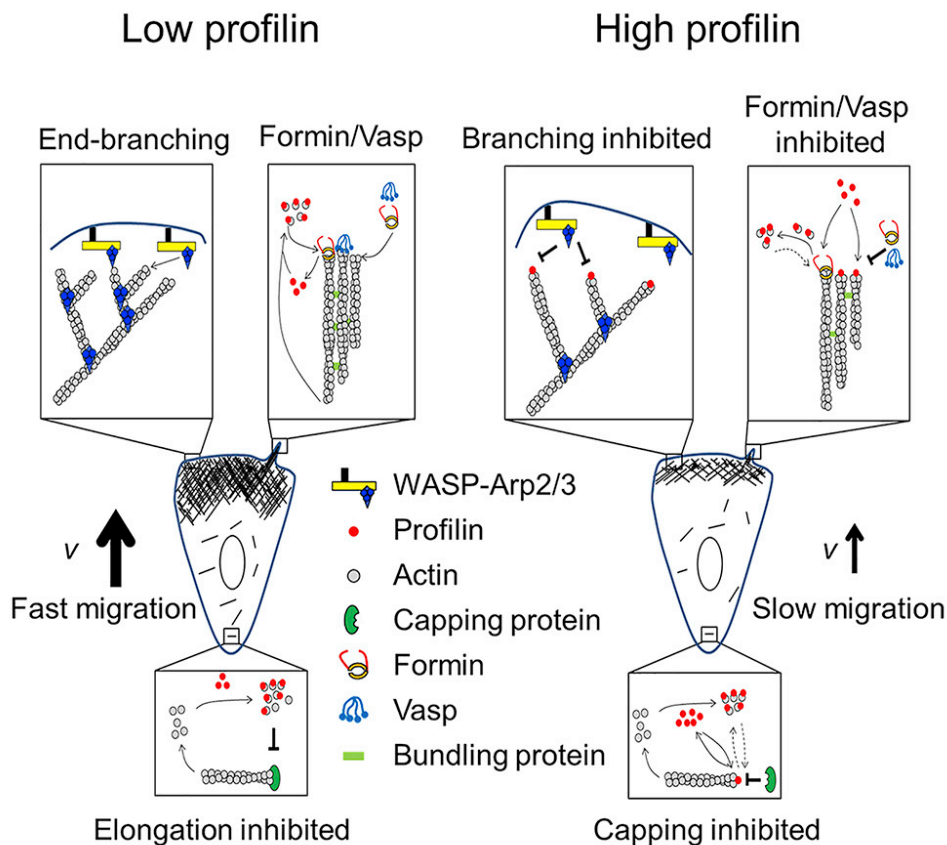 Low profilin
High profilin
End-branching
Formin/Vasp
Branching inhibited
Formin/Vasp
inhibited
WASP-Arp2/3
Profilin
Actin
Capping protein
Formin
Vasp
Bundling protein
v
Fast migration
v
Slow migration
Elongation inhibited
Capping inhibited